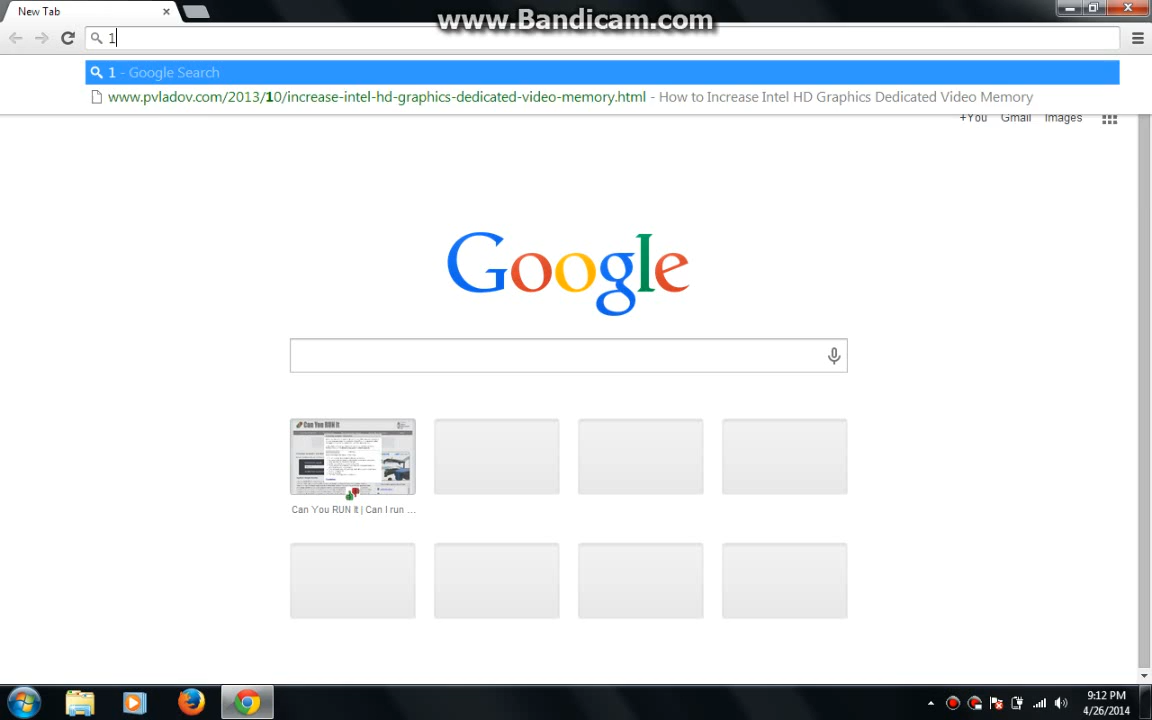 New Tab
www.Bandicam.com
1
1 - Google Search
www.pvladov.com/2013/10/increase-intel-hd-graphics-dedicated-video-memory.html - How to Increase Intel HD Graphics Dedicated Video Memory
+You Gmail Images
Google
Can You RUN It
Can You RUN It | Can I run ...
9:12 PM
4/26/2014